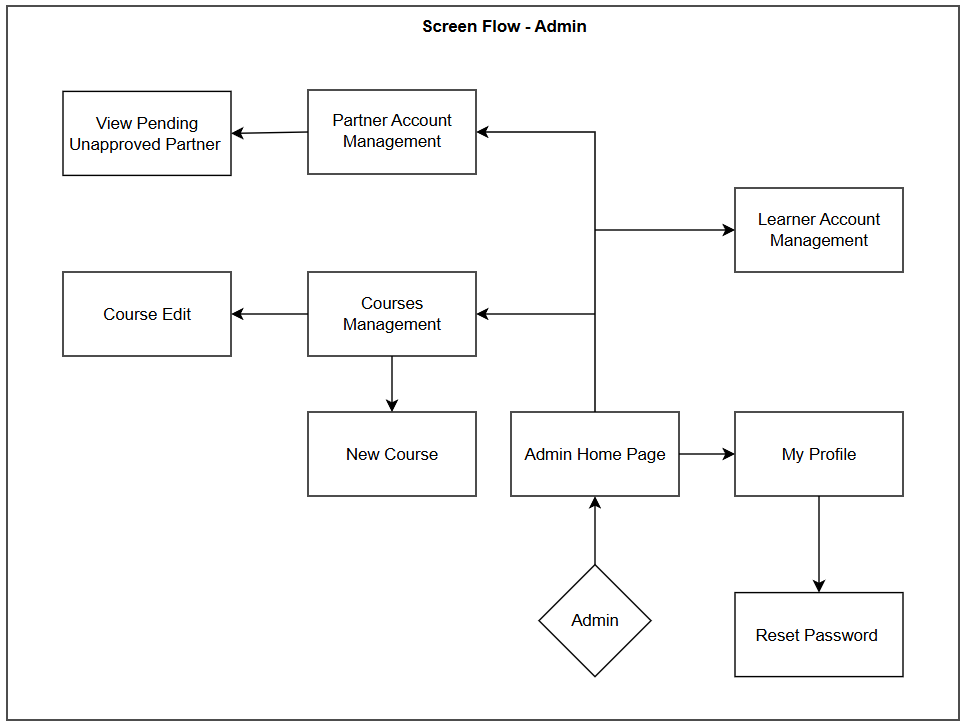 Screen Flow - Admin
View Pending
Unapproved Partner
Partner Account
Management
Learner Account
Management
Course Edit
Courses
Management
New Course
Admin Home Page
My Profile
Admin
Reset Password